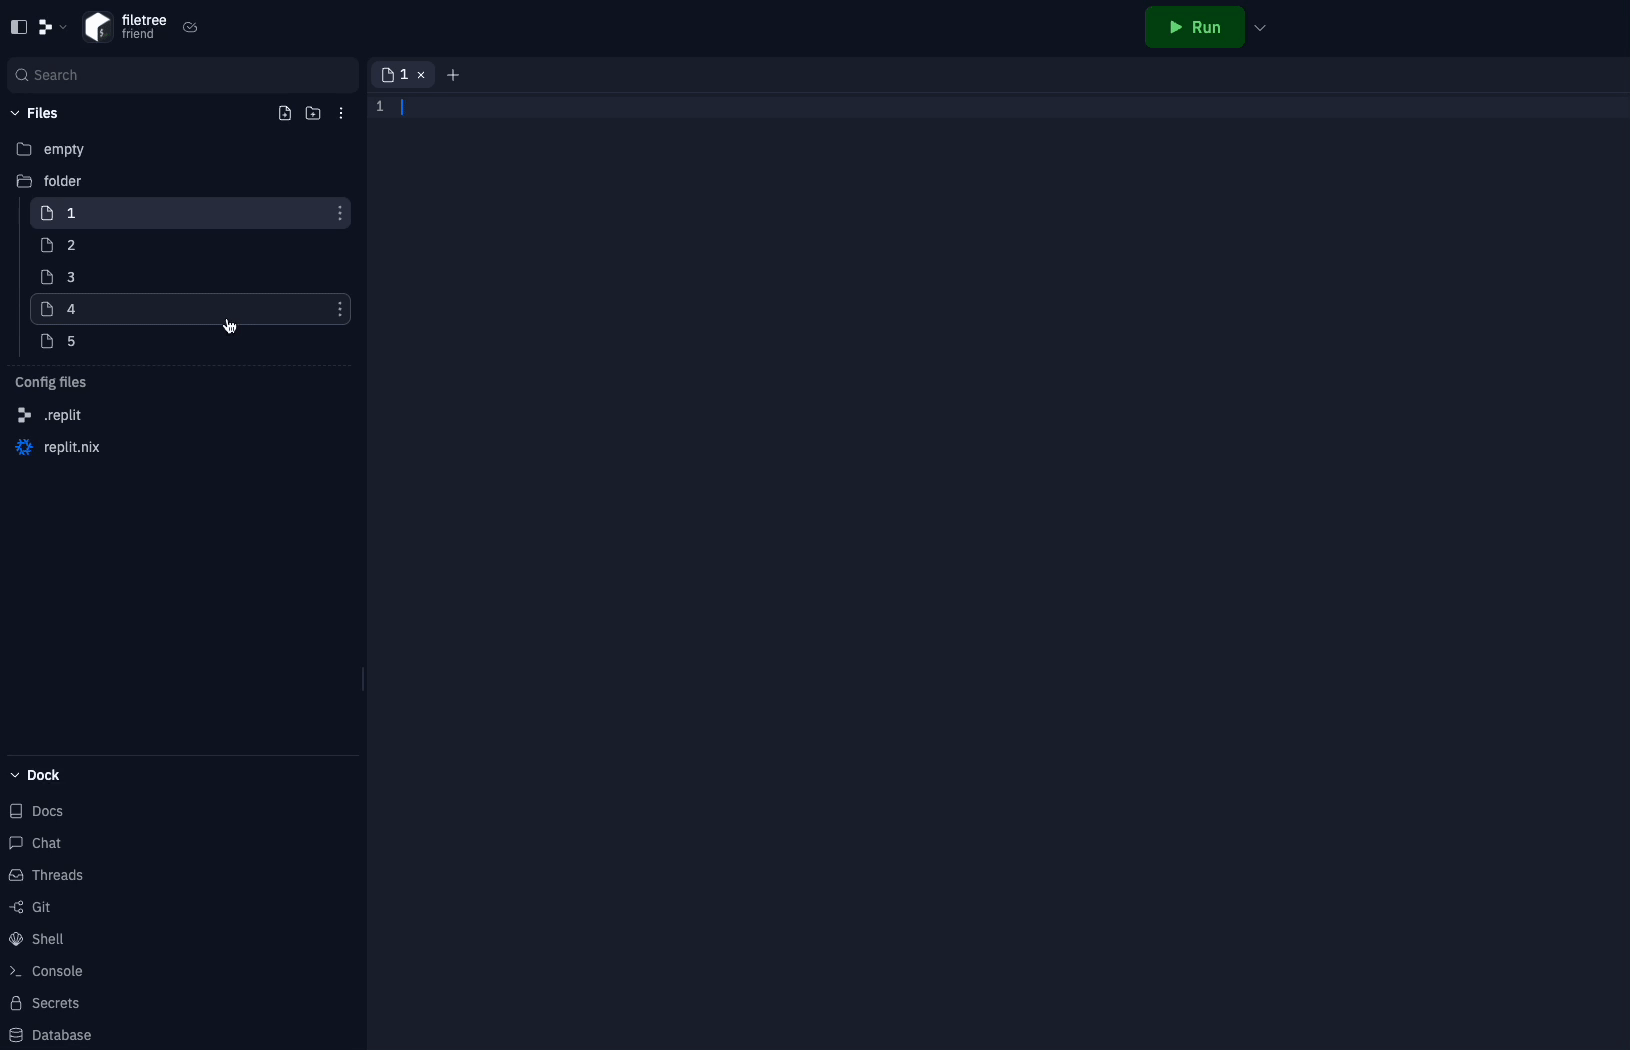 filetree
friend
Run
Search
1
Files
1
empty
folder
1
2
3
4
5
Config files
.replit
replit.nix
Dock
Docs
Chat
Threads
Git
Shell
Console
Secrets
Database